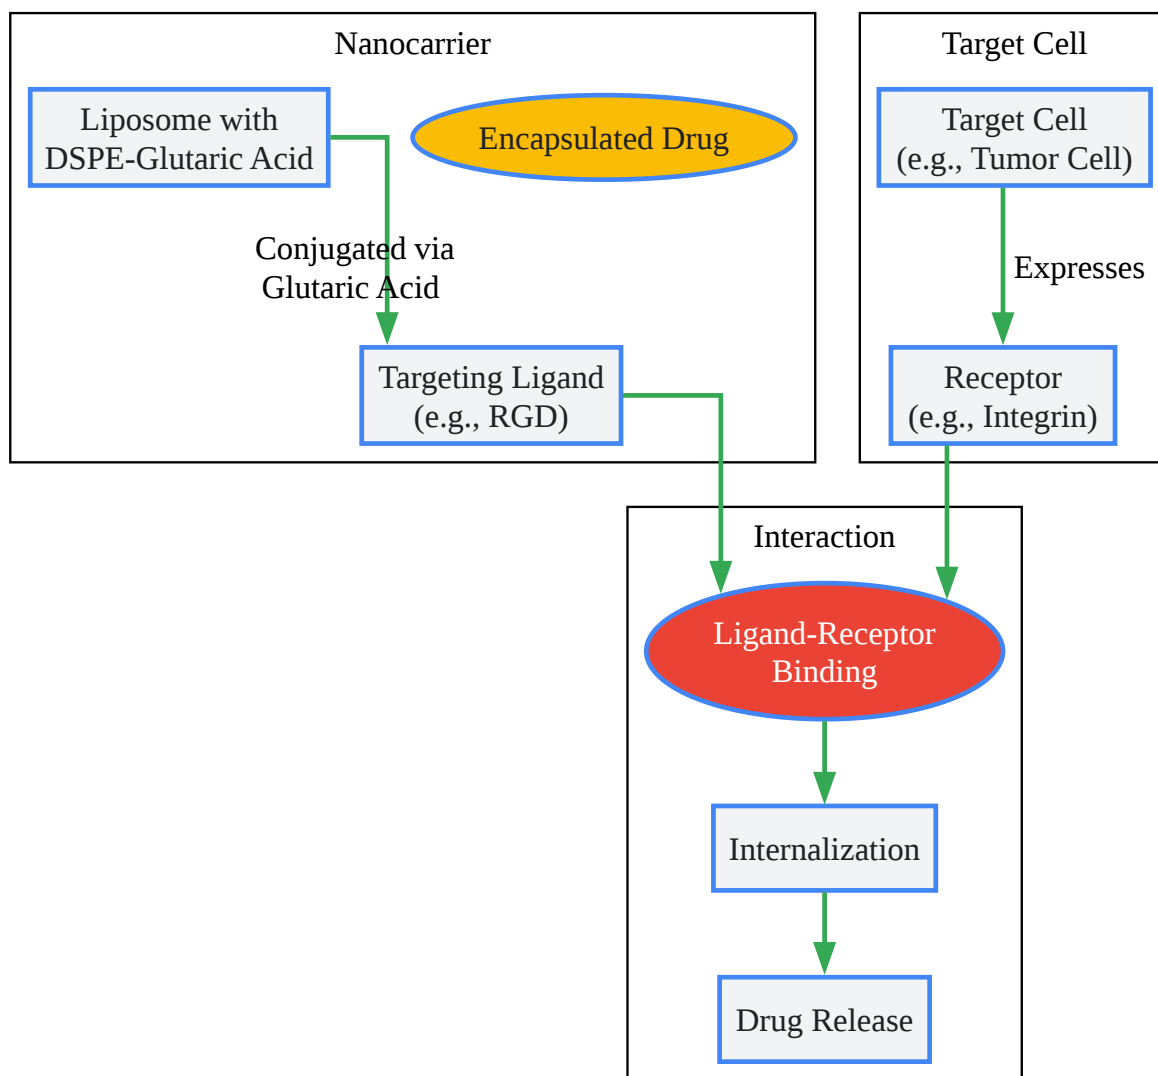 Nanocarrier
Liposome with
DSPE-Glutaric Acid
Encapsulated Drug
Conjugated via
Glutaric Acid
Targeting Ligand
(e.g., RGD)
Target Cell
Target Cell
(e.g., Tumor Cell)
Expresses
Receptor
(e.g., Integrin)
Interaction
Ligand-Receptor
Binding
Internalization
Drug Release